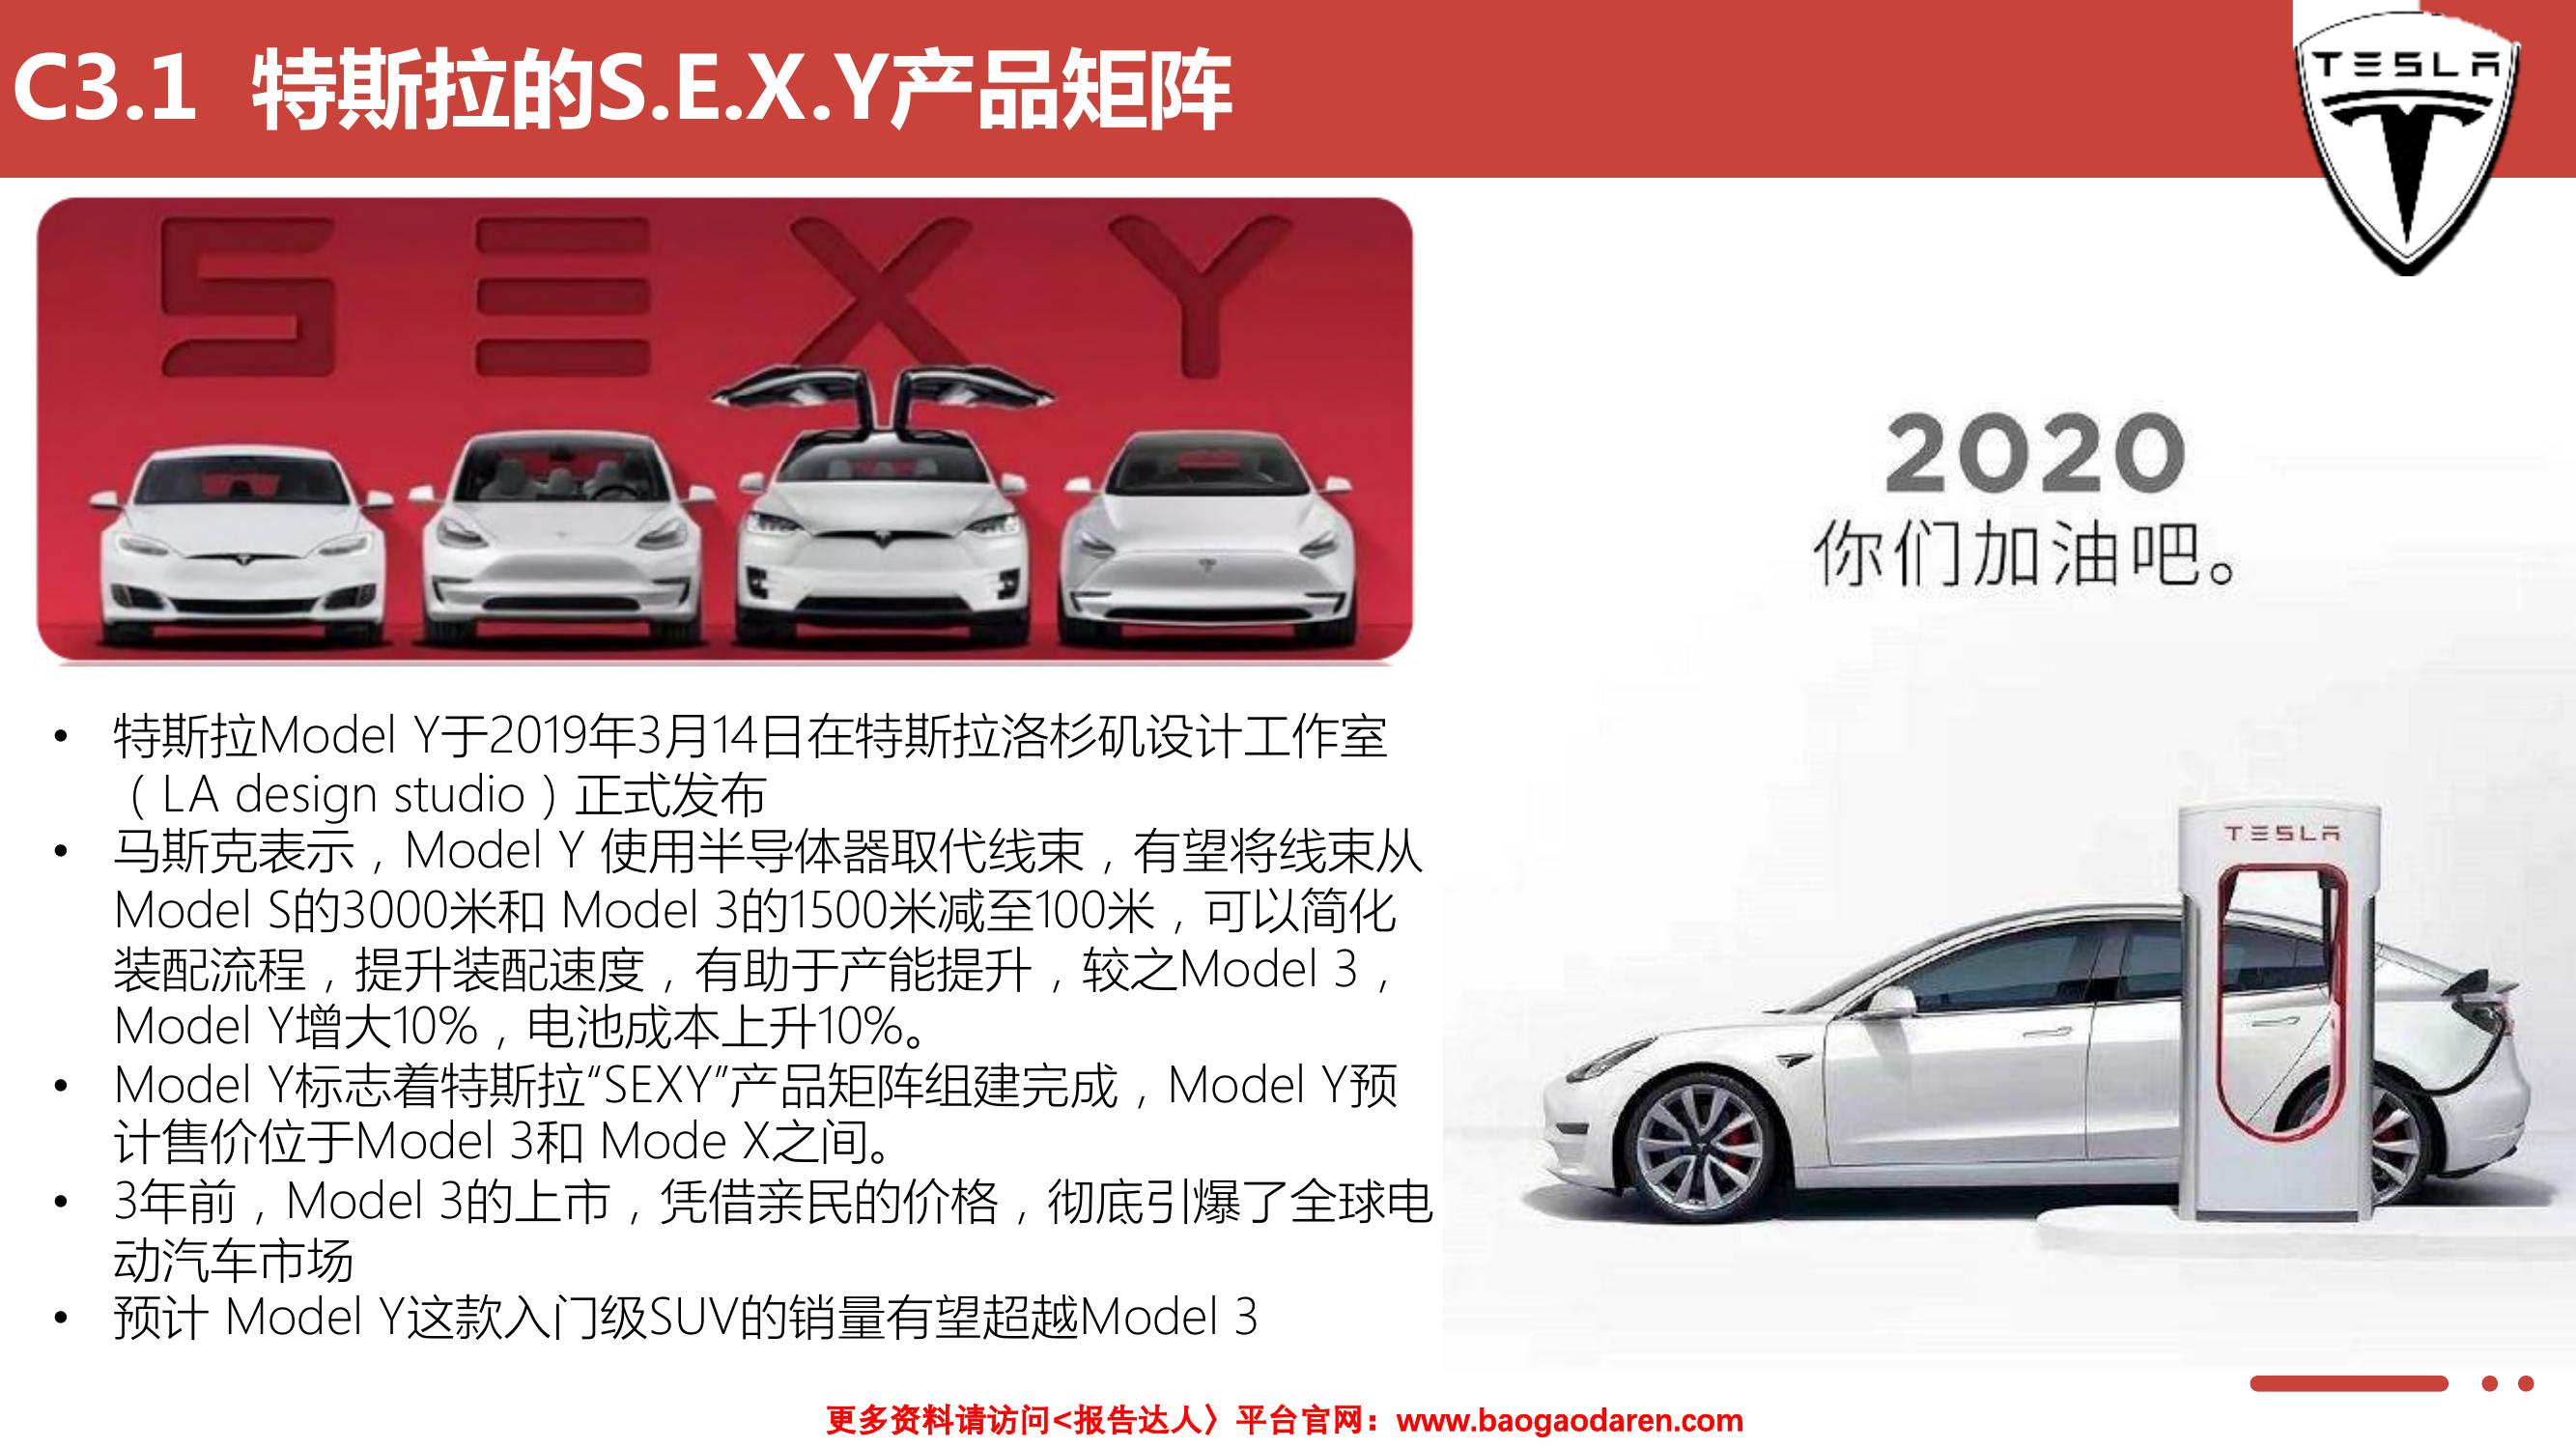 C3.1 特斯拉的S.E.X.Y产品矩阵
TESLA
S E X Y
2020
你们加油吧。
TESLA
• 特斯拉Model Y于2019年3月14日在特斯拉洛杉矶设计工作室
（LA design studio）正式发布
• 马斯克表示，Model Y 使用半导体器取代线束，有望将线束从
Model S的3000米和 Model 3的1500米减至100米，可以简化
装配流程，提升装配速度，有助于产能提升，较之Model 3，
Model Y增大10%，电池成本上升10%。
• Model Y标志着特斯拉“SEXY”产品矩阵组建完成，Model Y预
计售价位于Model 3和 Mode X之间。
• 3年前，Model 3的上市，凭借亲民的价格，彻底引爆了全球电
动汽车市场
• 预计 Model Y这款入门级SUV的销量有望超越Model 3
更多资料请访问<报告达人〉平台官网：www.baogaodaren.com